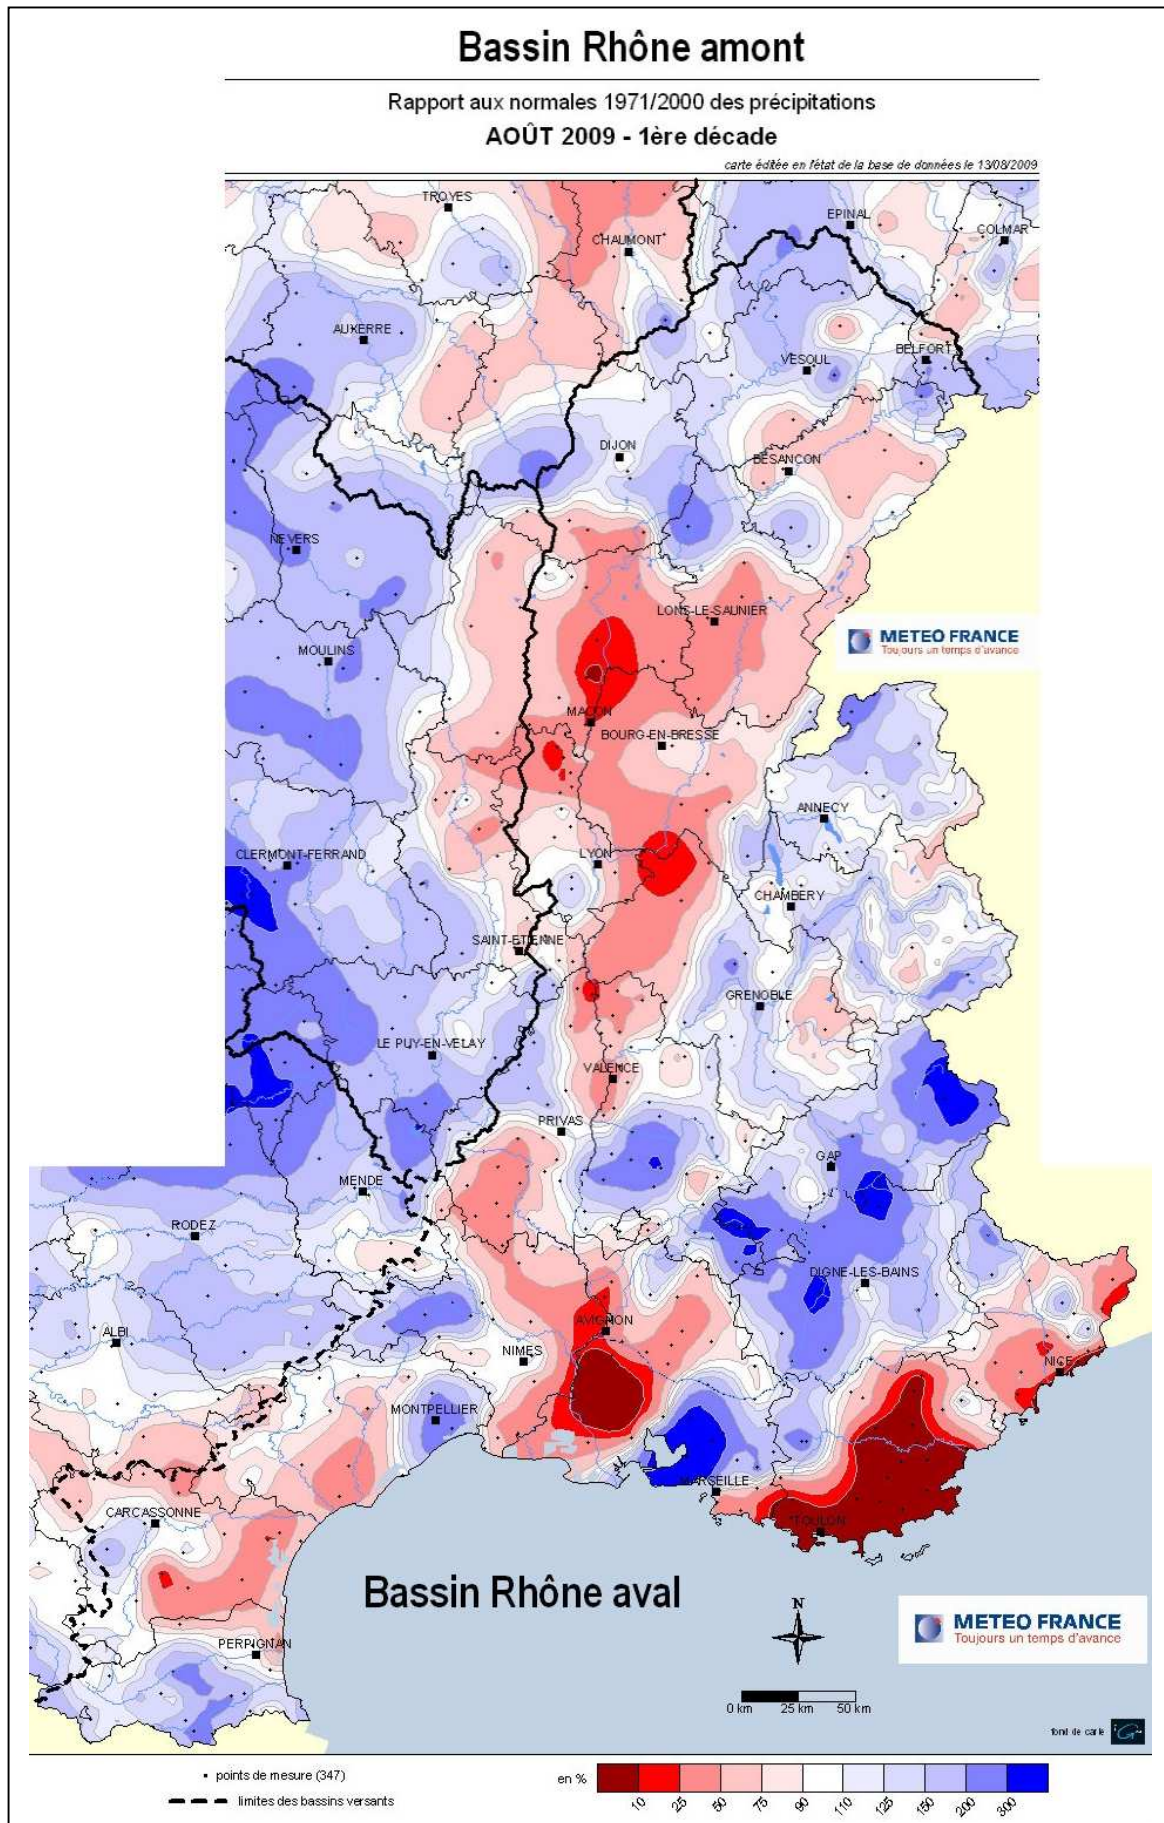 Bassin Rhône amont
Rapport aux normales 1971/2000 des précipitations
AOÛT 2009 - 1ère décade
carte éditée en l'état de la base de données le 13/08/2009
TROYES
EPINAL
COLMAR
CHAUMONT
AUXERRE
BELFORT
VESOUL
DIJON
BESANCON
NEVERS
LONS-LE-SAUNIER
METEO FRANCE
Toujours un temps d'avance
MOULINS
MACON
BOURG-EN-BRESSE
ANNECY
CLERMONT-FERRAND
LYON
CHAMBERY
SAINT-ETIENNE
GRENOBLE
LE PUY-EN-VELAY
VALENCE
PRIVAS
GAP
MENDE
RODEZ
DIGNE-LES-BAINS
AVIGNON
ALBI
NIMES
NICE
MONTPELLIER
MARSEILLE
CARCASSONNE
TOULON
Bassin Rhône aval
N
METEO FRANCE
Toujours un temps d'avance
PERPIGNAN
0 km 25 km 50 km
fond de carte
points de mesure (347)
en %
limites des bassins versants
10 25 50 75 90 110 125 150 200 300